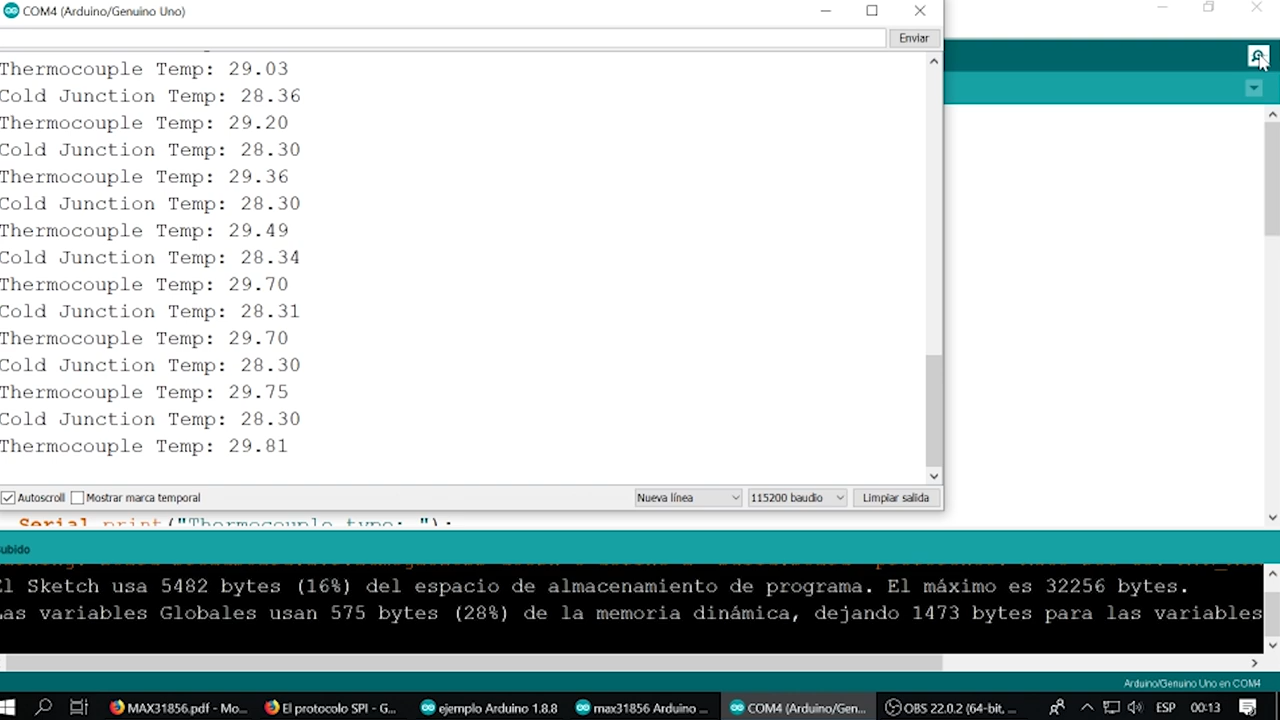 COM4 (Arduino/Genuino Uno)
Enviar
Thermocouple Temp: 29.03
Cold Junction Temp: 28.36
Thermocouple Temp: 29.20
Cold Junction Temp: 28.30
Thermocouple Temp: 29.36
Cold Junction Temp: 28.30
Thermocouple Temp: 29.49
Cold Junction Temp: 28.34
Thermocouple Temp: 29.70
Cold Junction Temp: 28.31
Thermocouple Temp: 29.70
Cold Junction Temp: 28.30
Thermocouple Temp: 29.75
Cold Junction Temp: 28.30
Thermocouple Temp: 29.81
Autoscroll Mostrar marca temporal Nueva línea 115200 baudio Limpiar salida
Serial.print("Thermocouple type: ");
ubido
El Sketch usa 5482 bytes (16%) del espacio de almacenamiento de programa. El máximo es 32256 bytes.
Las variables Globales usan 575 bytes (28%) de la memoria dinámica, dejando 1473 bytes para las variables
Arduino/Genuino Uno en COM4
MAX31856.pdf - Mo... El protocolo SPI - G... ejemplo Arduino 1.8.8 max31856 Arduino ... COM4 (Arduino/Gen... OBS 22.0.2 (64-bit, ... ESP 00:13